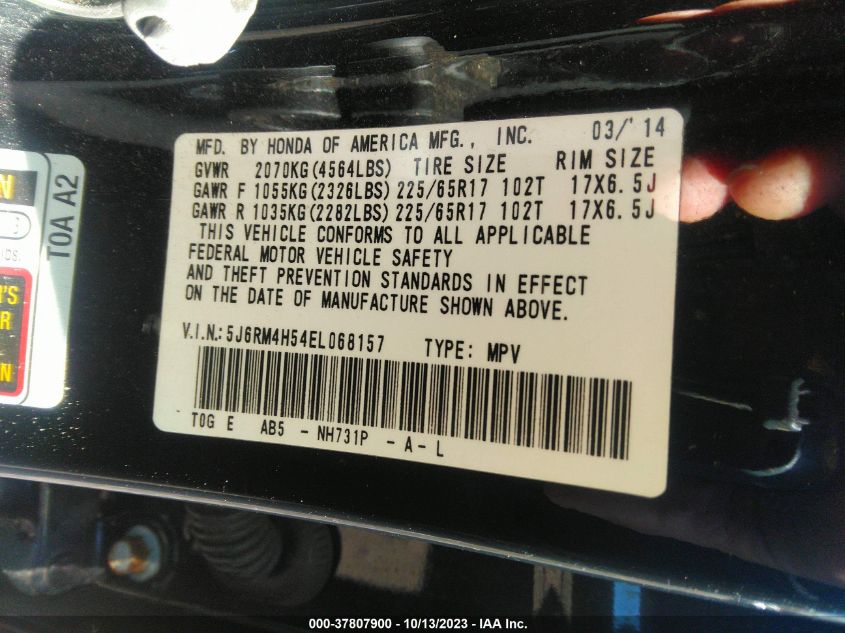 MFD. BY HONDA OF AMERICA MFG., INC. 03/'14
GVWR 2070KG(4564LBS) TIRE SIZE RIM SIZE
GAWR F 1055KG(2326LBS) 225/65R17 102T 17X6.5J
GAWR R 1035KG(2282LBS) 225/65R17 102T 17X6.5J
THIS VEHICLE CONFORMS TO ALL APPLICABLE
FEDERAL MOTOR VEHICLE SAFETY
AND THEFT PREVENTION STANDARDS IN EFFECT
ON THE DATE OF MANUFACTURE SHOWN ABOVE.
V.I.N.: 5J6RM4H54EL068157 TYPE: MPV
T0G E AB5 - NH731P - A - L
T0A A2
N
3
IDS.
N'S
R
N
000-37807900 - 10/13/2023 - IAA Inc.